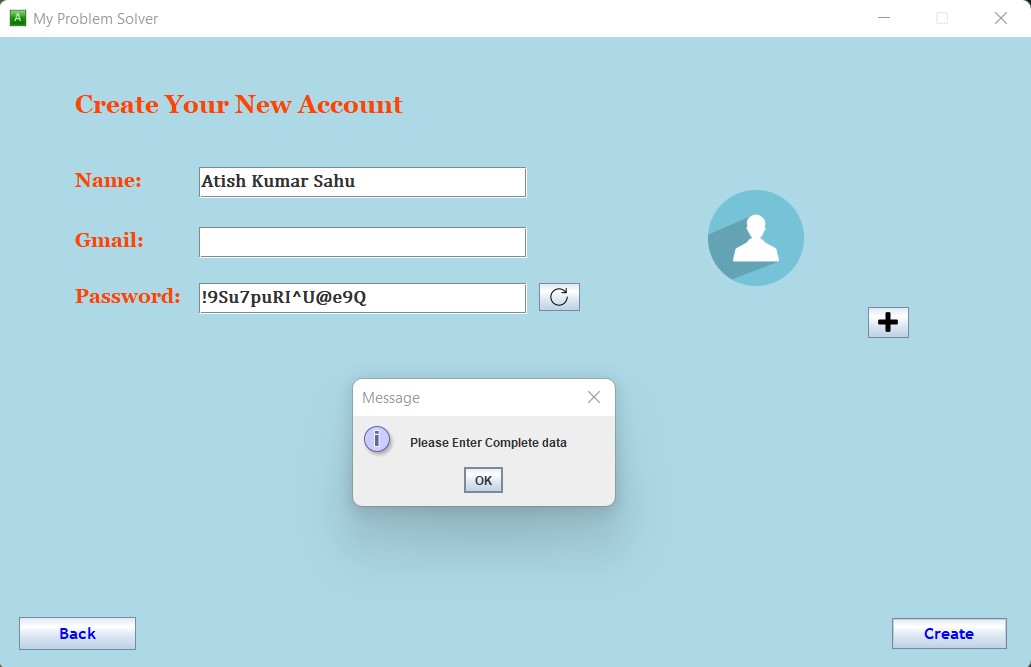 A My Problem Solver
Create Your New Account
Name: Atish Kumar Sahu
Gmail:
Password: !9Su7puRI^U@e9Q
Message
i Please Enter Complete data
OK
Back Create